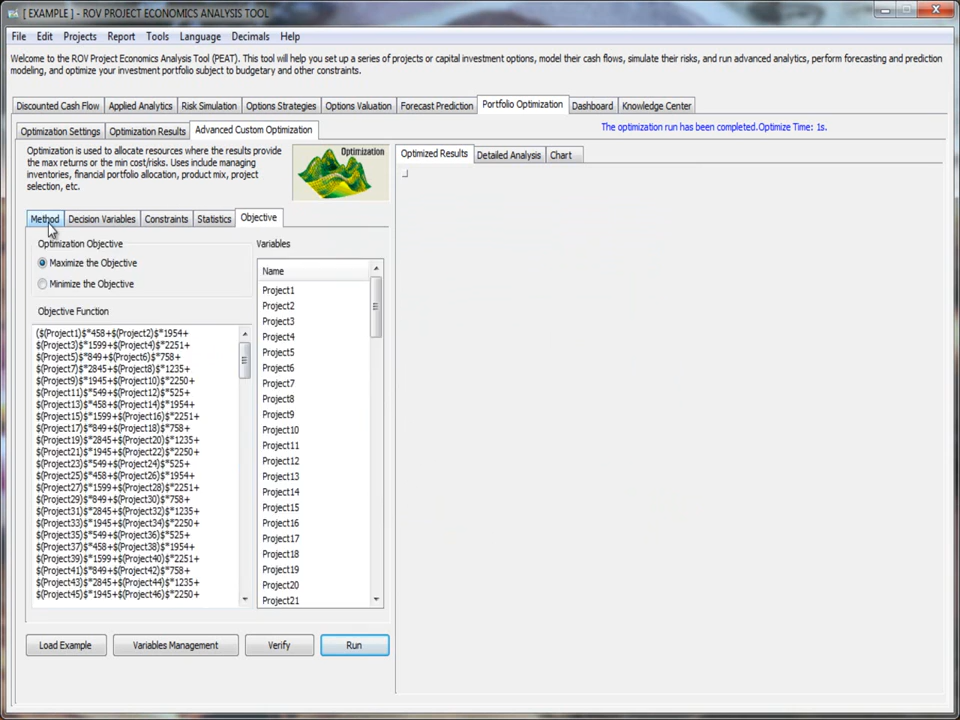 [ EXAMPLE ] - ROV PROJECT ECONOMICS ANALYSIS TOOL
File Edit Projects Report Tools Language Decimals Help
Welcome to the ROV Project Economics Analysis Tool (PEAT). This tool will help you set up a series of projects or capital investment options, model their cash flows, simulate their risks, and run advanced analytics, perform forecasting and prediction
modeling, and optimize your investment portfolio subject to budgetary and other constraints.
Discounted Cash Flow Applied Analytics Risk Simulation Options Strategies Options Valuation Forecast Prediction Portfolio Optimization Dashboard Knowledge Center
Optimization Settings Optimization Results Advanced Custom Optimization
The optimization run has been completed.Optimize Time: 1s.
Optimization is used to allocate resources where the results provide
the max returns or the min cost/risks. Uses include managing
inventories, financial portfolio allocation, product mix, project
selection, etc.
Optimization
Optimized Results Detailed Analysis Chart
Method Decision Variables Constraints Statistics Objective
Optimization Objective
Maximize the Objective
Minimize the Objective
Objective Function
($(Project1)$*458+$(Project2)$*1954+
$(Project3)$*1599+$(Project4)$*2251+
$(Project5)$*849+$(Project6)$*758+
$(Project7)$*2845+$(Project8)$*1235+
$(Project9)$*1945+$(Project10)$*2250+
$(Project11)$*549+$(Project12)$*525+
$(Project13)$*458+$(Project14)$*1954+
$(Project15)$*1599+$(Project16)$*2251+
$(Project17)$*849+$(Project18)$*758+
$(Project19)$*2845+$(Project20)$*1235+
$(Project21)$*1945+$(Project22)$*2250+
$(Project23)$*549+$(Project24)$*525+
$(Project25)$*458+$(Project26)$*1954+
$(Project27)$*1599+$(Project28)$*2251+
$(Project29)$*849+$(Project30)$*758+
$(Project31)$*2845+$(Project32)$*1235+
$(Project33)$*1945+$(Project34)$*2250+
$(Project35)$*549+$(Project36)$*525+
$(Project37)$*458+$(Project38)$*1954+
$(Project39)$*1599+$(Project40)$*2251+
$(Project41)$*849+$(Project42)$*758+
$(Project43)$*2845+$(Project44)$*1235+
$(Project45)$*1945+$(Project46)$*2250+
Variables
Name
Project1
Project2
Project3
Project4
Project5
Project6
Project7
Project8
Project9
Project10
Project11
Project12
Project13
Project14
Project15
Project16
Project17
Project18
Project19
Project20
Project21
Load Example Variables Management Verify Run